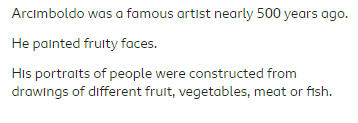 Arcimboldo was a famous artist nearly 500 years ago.
He painted fruity faces.
His portraits of people were constructed from
drawings of different fruit, vegetables, meat or fish.